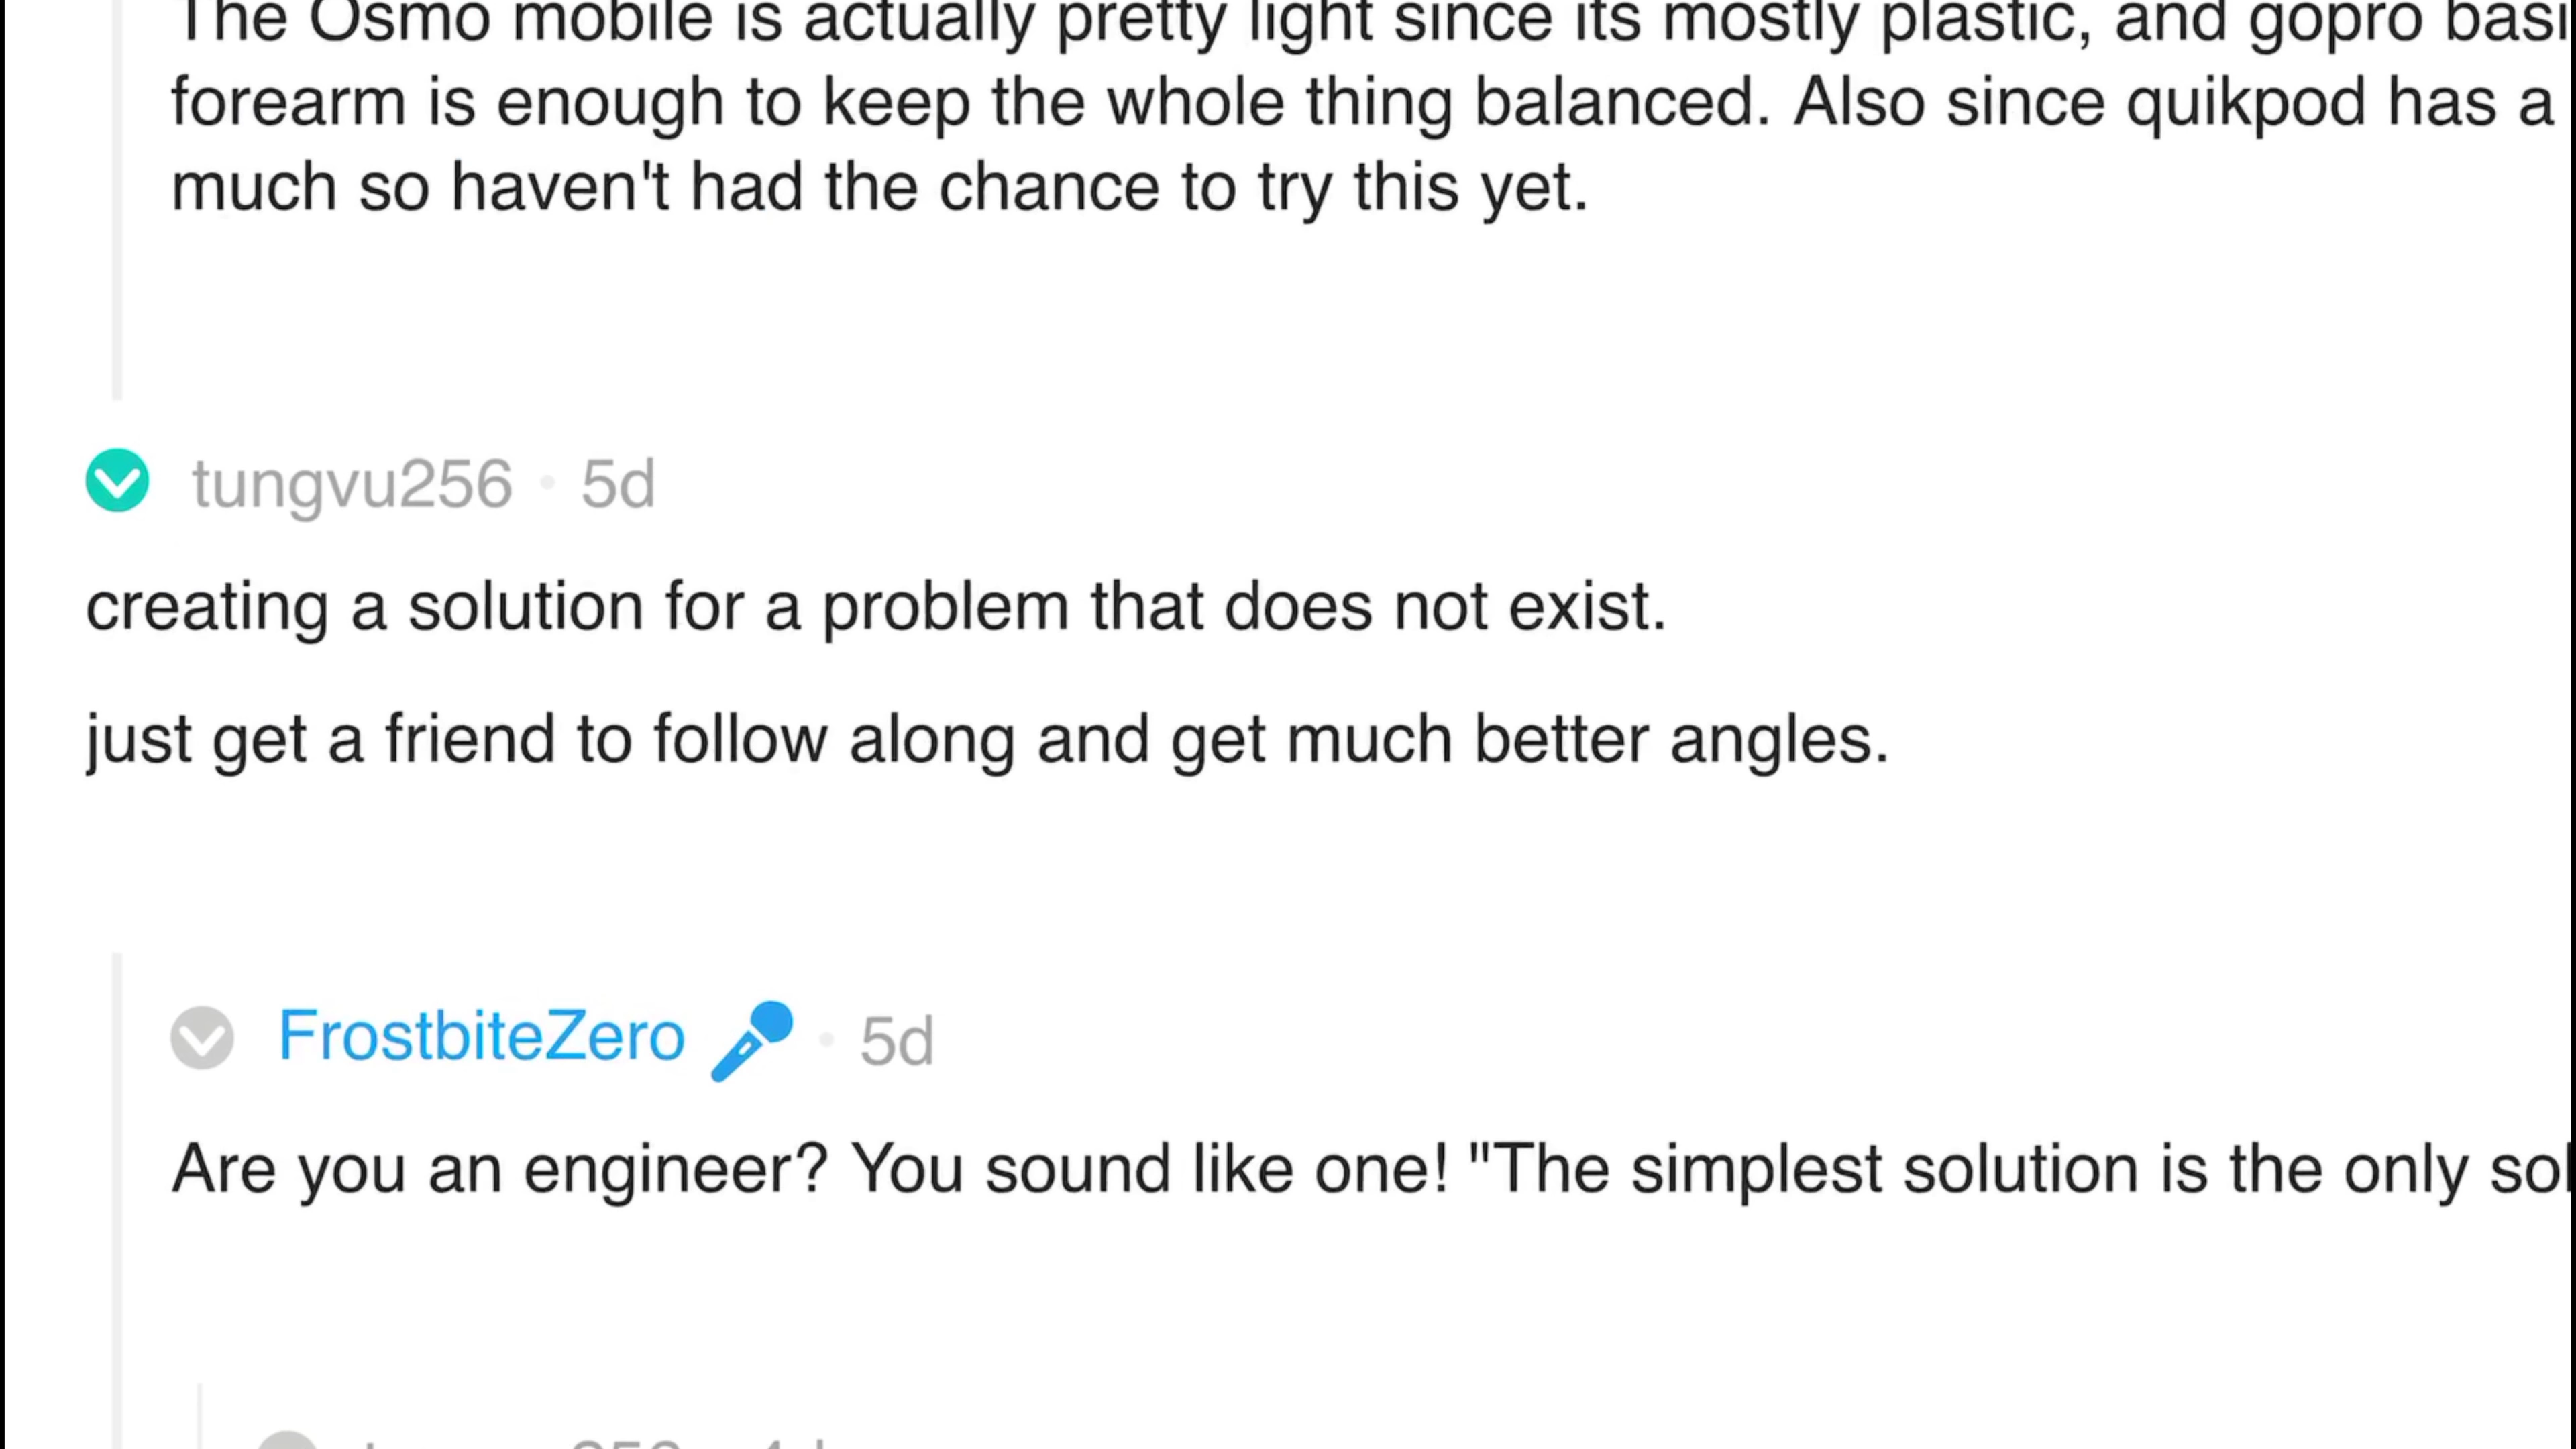 The Osmo mobile is actually pretty light since its mostly plastic, and gopro
forearm is enough to keep the whole thing balanced. Also since quikpod has a
much so haven't had the chance to try this yet.
tungvu256 • 5d
creating a solution for a problem that does not exist.
just get a friend to follow along and get much better angles.
FrostbiteZero • 5d
Are you an engineer? You sound like one! "The simplest solution is the only